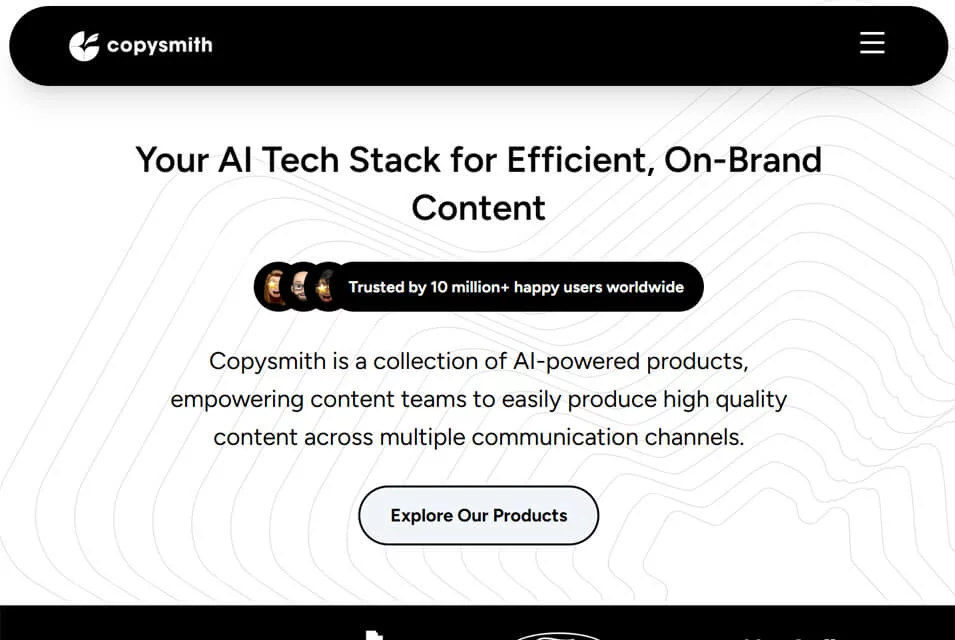 copysmith
Your AI Tech Stack for Efficient, On-Brand
Content
Trusted by 10 million+ happy users worldwide
Copysmith is a collection of AI-powered products,
empowering content teams to easily produce high quality
content across multiple communication channels.
Explore Our Products